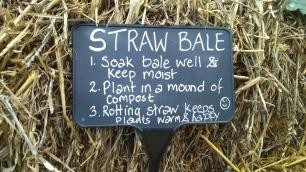 STRAW BALE
1. Soak bale well &
keep moist
2. Plant in a mound of
compost
3. Rotting straw keeps
plants warm & happy